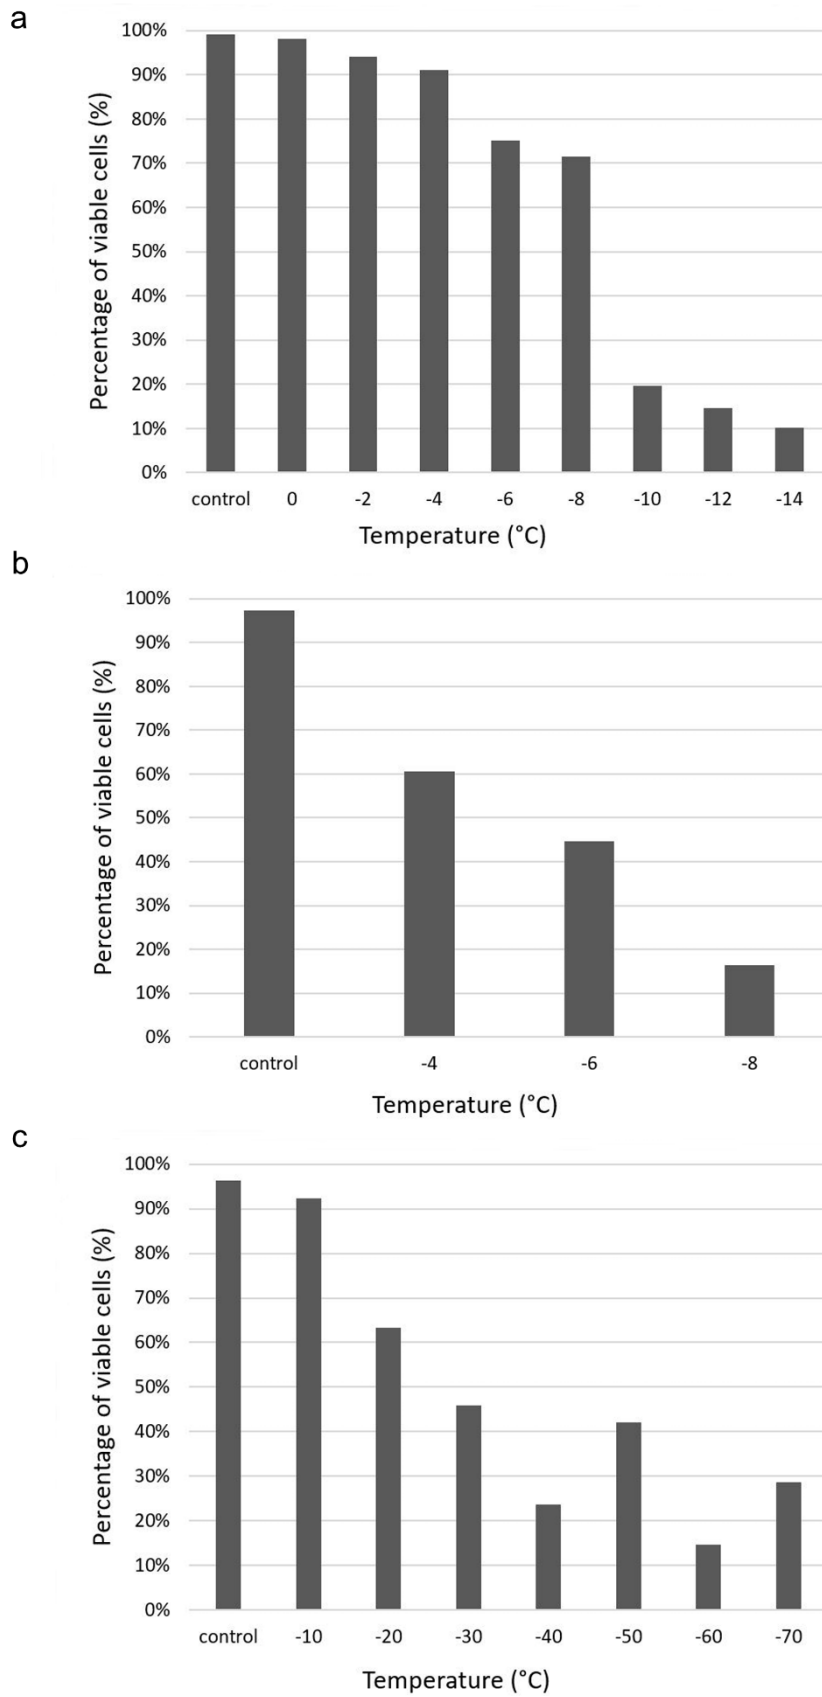 a
Percentage of viable cells (%)
100%
90%
80%
70%
60%
50%
40%
30%
20%
10%
0%
control 0 -2 -4 -6 -8 -10 -12 -14
Temperature (°C)
b
Percentage of viable cells (%)
100%
90%
80%
70%
60%
50%
40%
30%
20%
10%
0%
control -4 -6 -8
Temperature (°C)
c
Percentage of viable cells (%)
100%
90%
80%
70%
60%
50%
40%
30%
20%
10%
0%
control -10 -20 -30 -40 -50 -60 -70
Temperature (°C)